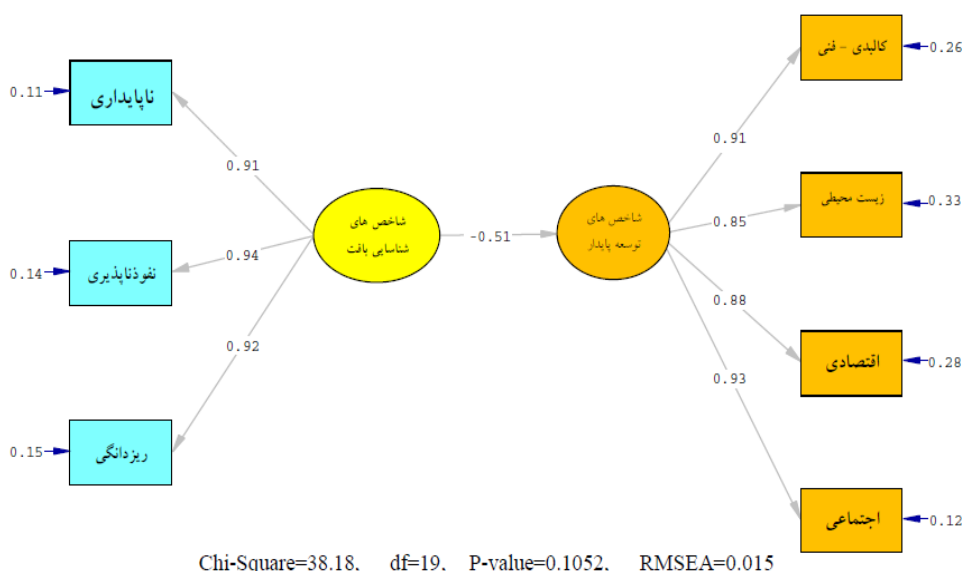 کالبدی - فنی
0.26
ناپایداری
0.11
0.91
0.91
زیست محیطی
0.33
شاخص های
شناسایی بافت
شاخص های
توسعه پایدار
-0.51
0.85
0.94
نفوذناپذیری
0.14
0.88
0.92
اقتصادی
0.28
0.93
ریزدانگی
0.15
اجتماعی
0.12
Chi-Square=38.18, df=19, P-value=0.1052, RMSEA=0.015